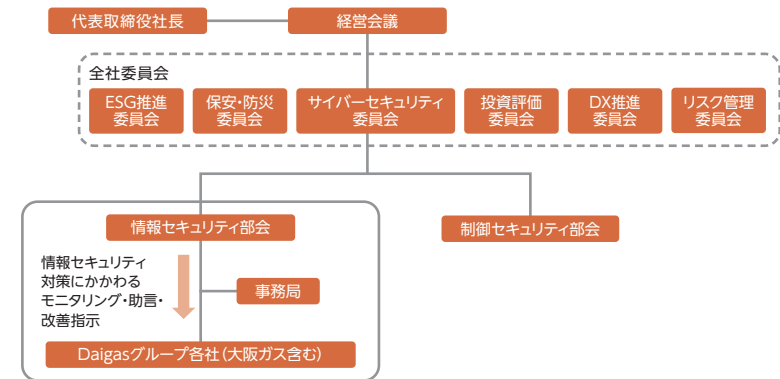 代表取締役社長
経営会議
全社委員会
ESG推進
委員会
保安・防災
委員会
サイバーセキュリティ
委員会
投資評価
委員会
DX推進
委員会
リスク管理
委員会
情報セキュリティ部会
制御セキュリティ部会
情報セキュリティ
対策にかかわる
モニタリング・助言・
改善指示
事務局
Daigasグループ各社(大阪ガス含む)